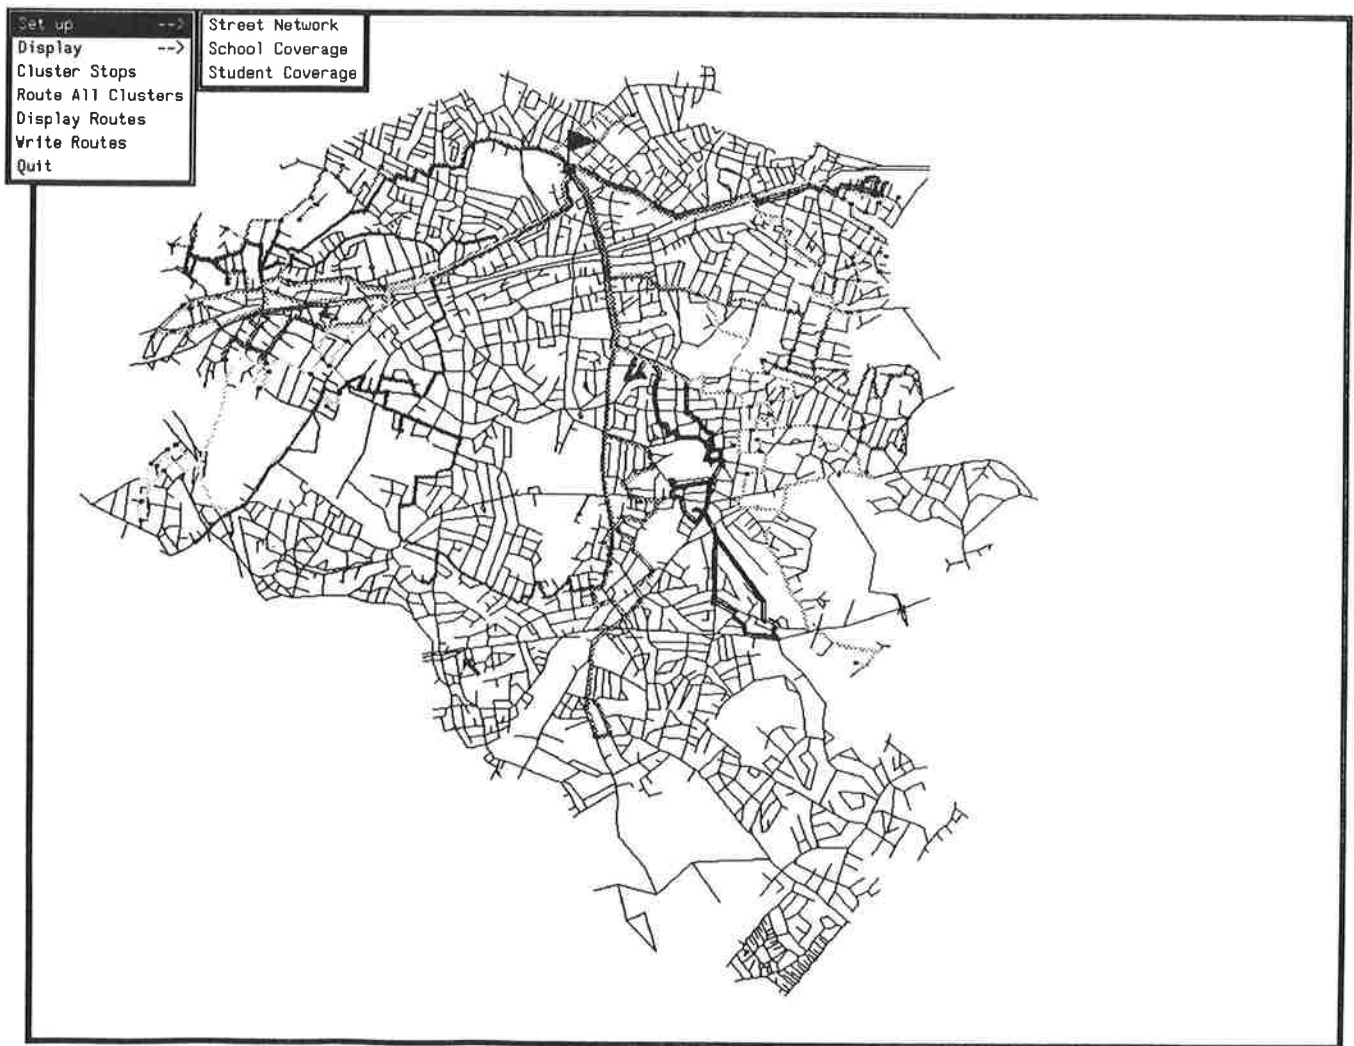 Set up -->
Display -->
Cluster Stops
Route All Clusters
Display Routes
Write Routes
Quit
Street Network
School Coverage
Student Coverage